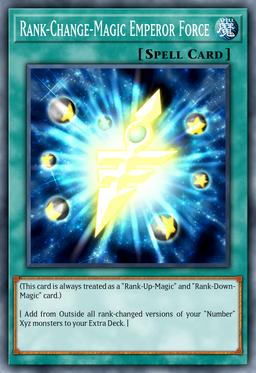 Rank-Change-Magic Emperor Force
[Spell Card]
(This card is always treated as a "Rank-Up-Magic" and "Rank-Down-
Magic" card.)
[ Add from Outside all rank-changed versions of your "Number"
Xyz monsters to your Extra Deck. ]